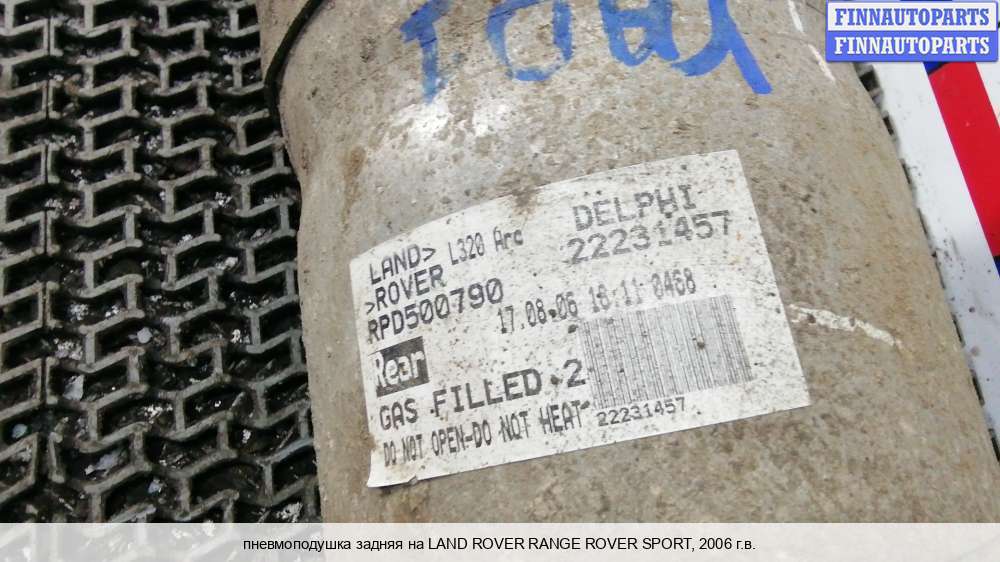 FINNAUTOPARTS
FINNAUTOPARTS
LAND> L320 Arc
>ROVER
DELPHI
22231457
RPD500790
17.08.06 16:11 0468
Rear
GAS FILLED 2
DO NOT OPEN-DO NOT HEAT
22231457
пневмоподушка задняя на LAND ROVER RANGE ROVER SPORT, 2006 г.в.